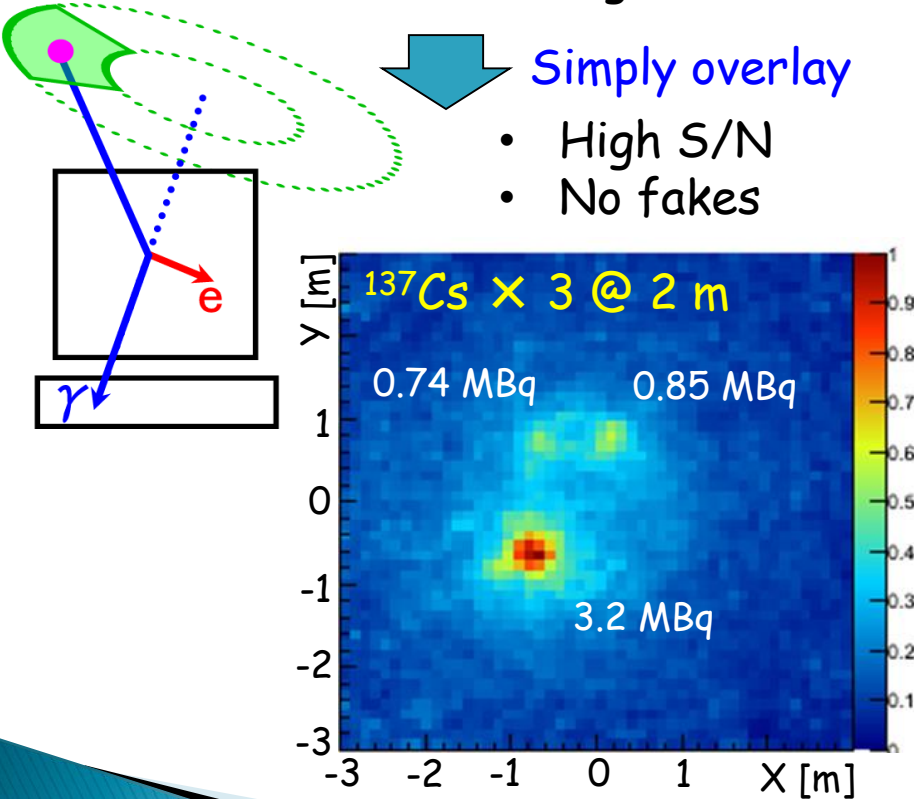 Simply overlay
• High S/N
• No fakes
e
γ
¹³⁷Cs × 3 @ 2 m
0.74 MBq
0.85 MBq
3.2 MBq
y [m]
1
0
-1
-2
-3
-3 -2 -1 0 1 X [m]
1
0.9
0.8
0.7
0.6
0.5
0.4
0.3
0.2
0.1